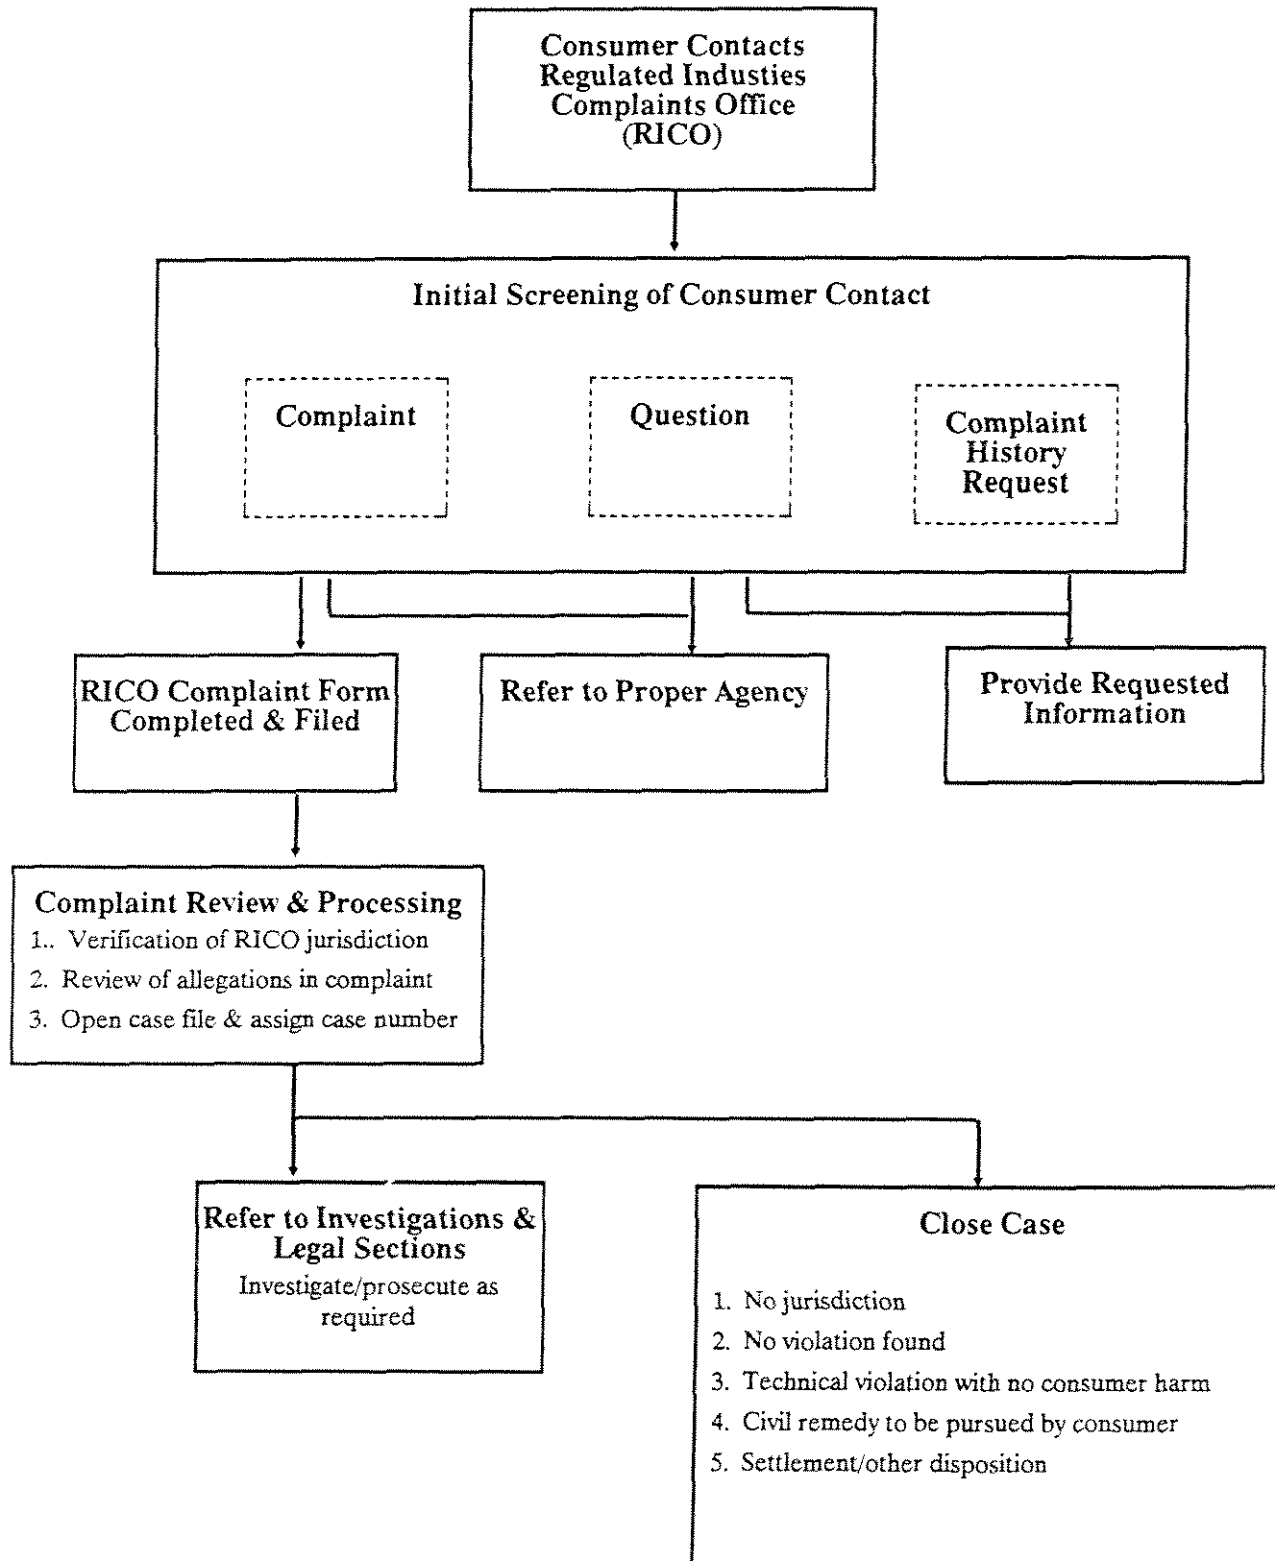 Consumer Contacts
Regulated Industies
Complaints Office
(RICO)
Initial Screening of Consumer Contact
Complaint
Question
Complaint
History
Request
RICO Complaint Form
Completed & Filed
Refer to Proper Agency
Provide Requested
Information
Complaint Review & Processing
1.. Verification of RICO jurisdiction
2. Review of allegations in complaint
3. Open case file & assign case number
Refer to Investigations &
Legal Sections
Investigate/prosecute as
required
Close Case
1. No jurisdiction
2. No violation found
3. Technical violation with no consumer harm
4. Civil remedy to be pursued by consumer
5. Settlement/other disposition